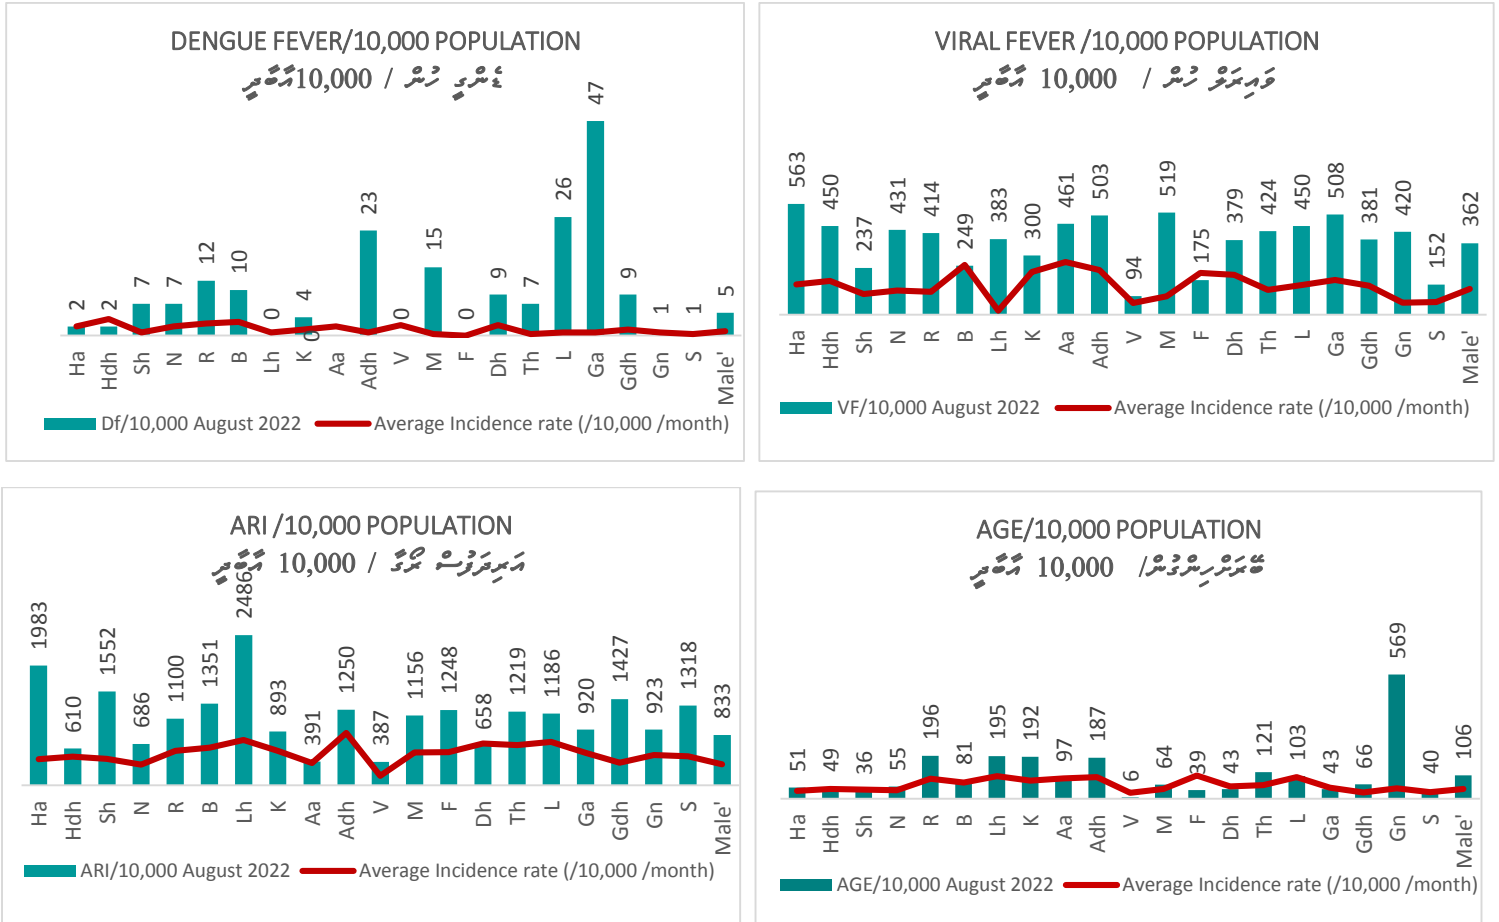 DENGUE FEVER/10,000 POPULATION
ޑެންގީ ހުން / 10,000އާބާދީ
2 2 7 7 12 10 0 4 0 23 0 15 0 9 7 26 47 9 1 1 5
Ha Hdh Sh N R B Lh K Aa Adh V M F Dh Th L Ga Gdh Gn S Male'
Df/10,000 August 2022 Average Incidence rate (/10,000 /month)
VIRAL FEVER /10,000 POPULATION
ވައިރަލް ހުން / 10,000 އާބާދީ
563 450 237 431 414 249 383 300 461 503 94 519 175 379 424 450 508 381 420 152 362
Ha Hdh Sh N R B Lh K Aa Adh V M F Dh Th L Ga Gdh Gn S Male'
VF/10,000 August 2022 Average Incidence rate (/10,000 /month)
ARI /10,000 POPULATION
އަރިދަފުސް ރޯގާ / 10,000 އާބާދީ
1983 610 1552 686 1100 1351 2486 893 391 1250 387 1156 1248 658 1219 1186 920 1427 923 1318 833
Ha Hdh Sh N R B Lh K Aa Adh V M F Dh Th L Ga Gdh Gn S Male'
ARI/10,000 August 2022 Average Incidence rate (/10,000 /month)
AGE/10,000 POPULATION
ބޭރަށްހިންގުން/ 10,000 އާބާދީ
51 49 36 55 196 81 195 192 97 187 6 64 39 43 121 103 43 66 569 40 106
Ha Hdh Sh N R B Lh K Aa Adh V M F Dh Th L Ga Gdh Gn S Male'
AGE/10,000 August 2022 Average Incidence rate (/10,000 /month)